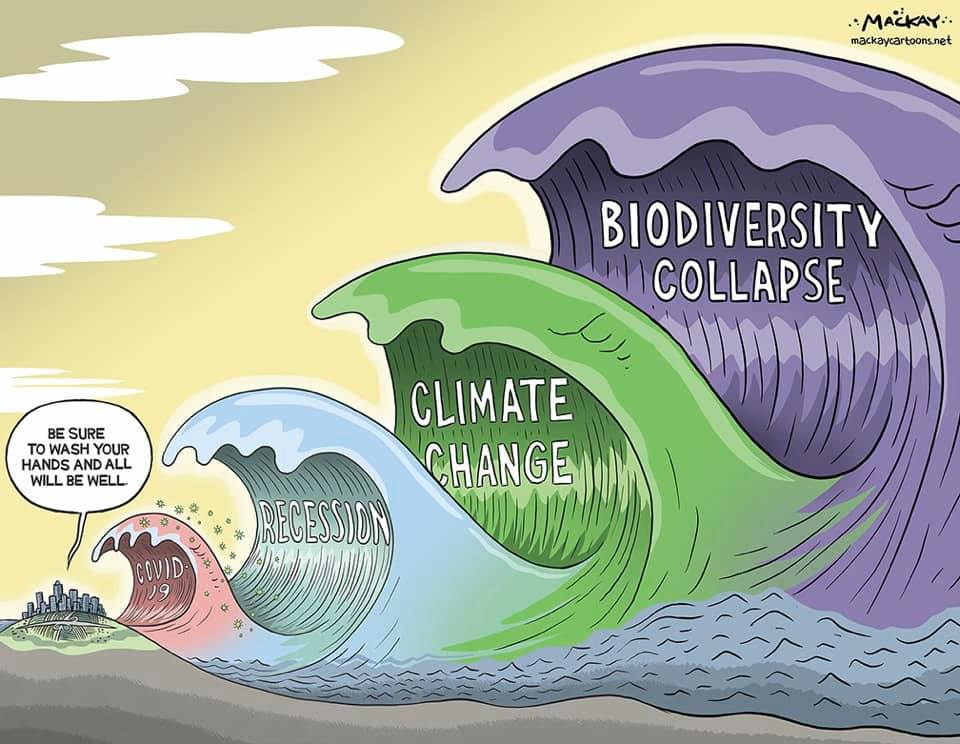 MACKAY
mackaycartoons.net
BIODIVERSITY
COLLAPSE
CLIMATE
CHANGE
RECESSION
COVID-
19
BE SURE
TO WASH YOUR
HANDS AND ALL
WILL BE WELL.